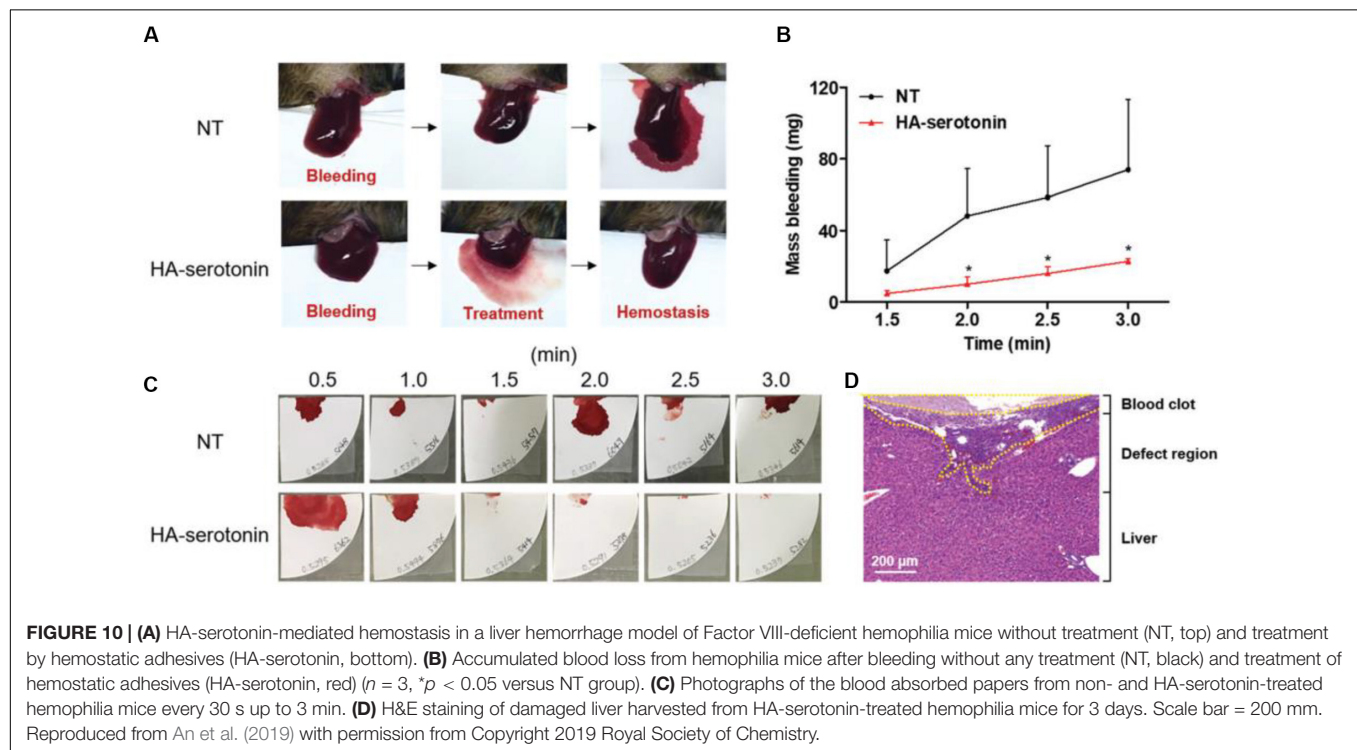 A
NT
Bleeding
HA-serotonin
Bleeding
Treatment
Hemostasis
B
120
80
40
0
Mass bleeding (mg)
NT
HA-serotonin
*
*
*
1.5
2.0
2.5
3.0
Time (min)
(min)
C
0.5
1.0
1.5
2.0
2.5
3.0
NT
HA-serotonin
D
Blood clot
Defect region
Liver
200 µm
FIGURE 10 | (A) HA-serotonin-mediated hemostasis in a liver hemorrhage model of Factor VIII-deficient hemophilia mice without treatment (NT, top) and treatment
by hemostatic adhesives (HA-serotonin, bottom). (B) Accumulated blood loss from hemophilia mice after bleeding without any treatment (NT, black) and treatment of
hemostatic adhesives (HA-serotonin, red) (n = 3, *p < 0.05 versus NT group). (C) Photographs of the blood absorbed papers from non- and HA-serotonin-treated
hemophilia mice every 30 s up to 3 min. (D) H&E staining of damaged liver harvested from HA-serotonin-treated hemophilia mice for 3 days. Scale bar = 200 mm.
Reproduced from An et al. (2019) with permission from Copyright 2019 Royal Society of Chemistry.